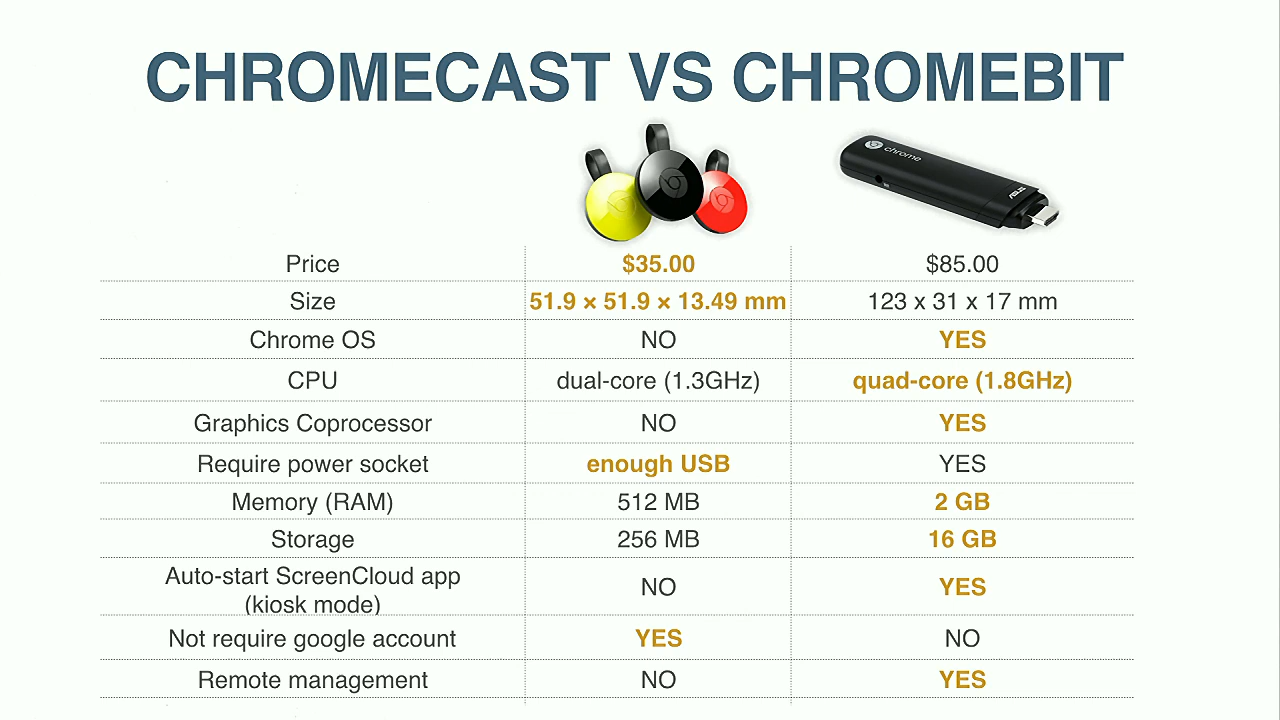 CHROMECAST VS CHROMEBIT
chrome
ASUS
Price $35.00 $85.00
Size 51.9 × 51.9 × 13.49 mm 123 x 31 x 17 mm
Chrome OS NO YES
CPU dual-core (1.3GHz) quad-core (1.8GHz)
Graphics Coprocessor NO YES
Require power socket enough USB YES
Memory (RAM) 512 MB 2 GB
Storage 256 MB 16 GB
Auto-start ScreenCloud app
(kiosk mode) NO YES
Not require google account YES NO
Remote management NO YES